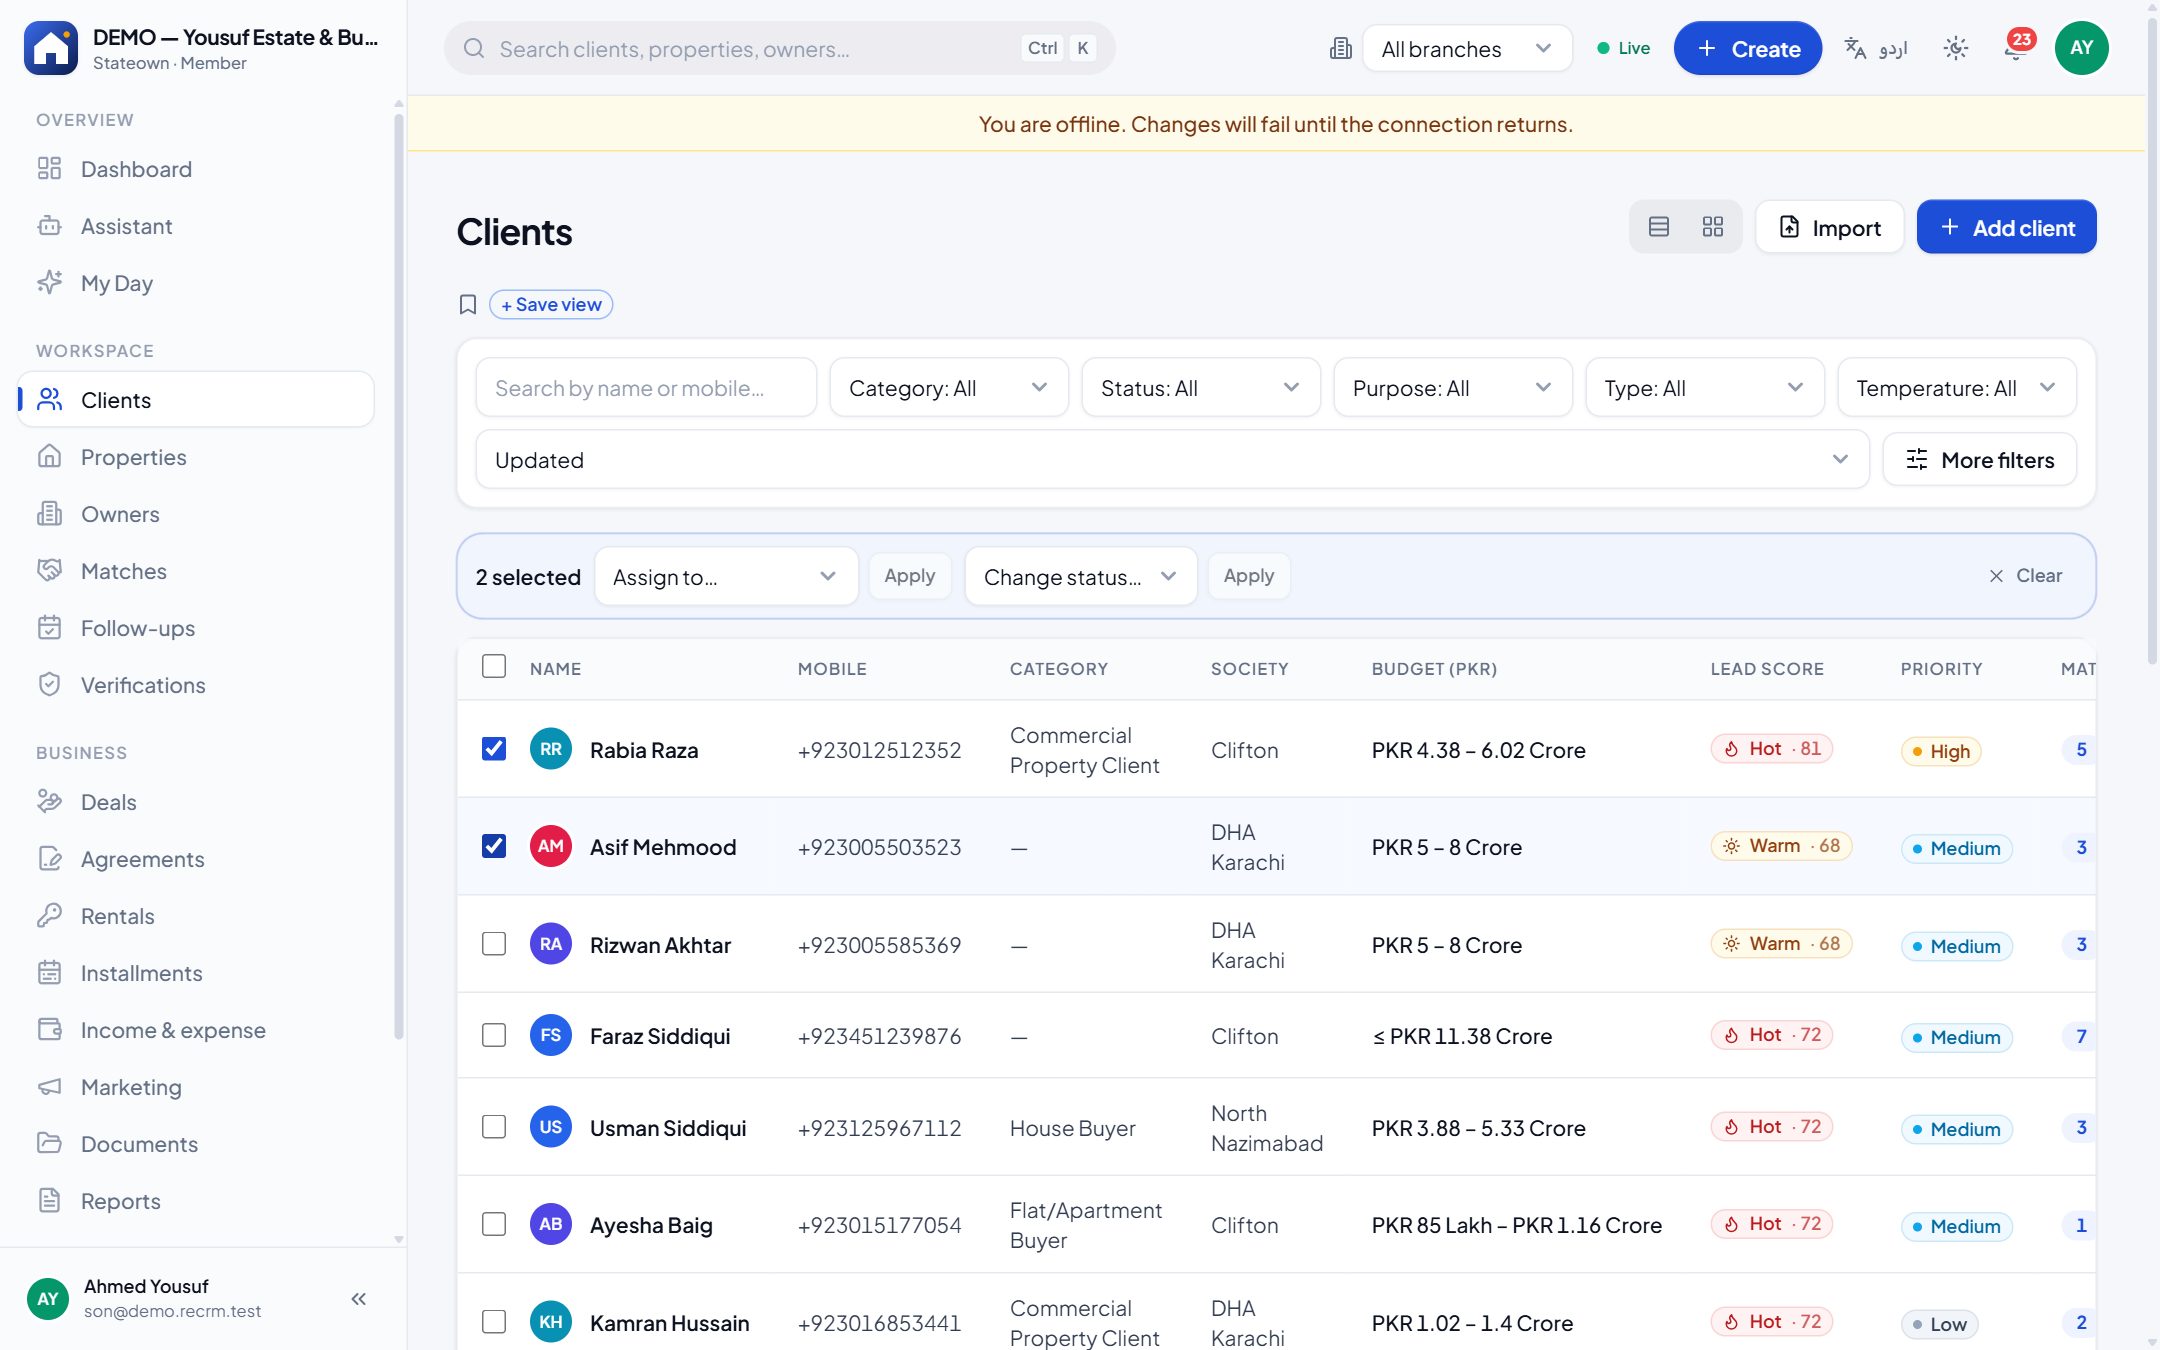 DEMO — Yousuf Estate & Bu...
Stateown · Member
Search clients, properties, owners...
Ctrl K
All branches
Live
+ Create
اردو
23
AY
You are offline. Changes will fail until the connection returns.
OVERVIEW
Dashboard
Assistant
My Day
WORKSPACE
Clients
Properties
Owners
Matches
Follow-ups
Verifications
BUSINESS
Deals
Agreements
Rentals
Installments
Income & expense
Marketing
Documents
Reports
AY
Ahmed Yousuf
son@demo.recrm.test
Clients
Import
+ Add client
+ Save view
Search by name or mobile...
Category: All
Status: All
Purpose: All
Type: All
Temperature: All
Updated
More filters
2 selected
Assign to...
Apply
Change status...
Apply
Clear
NAME MOBILE CATEGORY SOCIETY BUDGET (PKR) LEAD SCORE PRIORITY MAT
RR Rabia Raza +923012512352 Commercial Property Client Clifton PKR 4.38 – 6.02 Crore Hot · 81 High 5
AM Asif Mehmood +923005503523 — DHA Karachi PKR 5 – 8 Crore Warm · 68 Medium 3
RA Rizwan Akhtar +923005585369 — DHA Karachi PKR 5 – 8 Crore Warm · 68 Medium 3
FS Faraz Siddiqui +923451239876 — Clifton ≤ PKR 11.38 Crore Hot · 72 Medium 7
US Usman Siddiqui +923125967112 House Buyer North Nazimabad PKR 3.88 – 5.33 Crore Hot · 72 Medium 3
AB Ayesha Baig +923015177054 Flat/Apartment Buyer Clifton PKR 85 Lakh – PKR 1.16 Crore Hot · 72 Medium 1
KH Kamran Hussain +923016853441 Commercial Property Client DHA Karachi PKR 1.02 – 1.4 Crore Hot · 72 Low 2